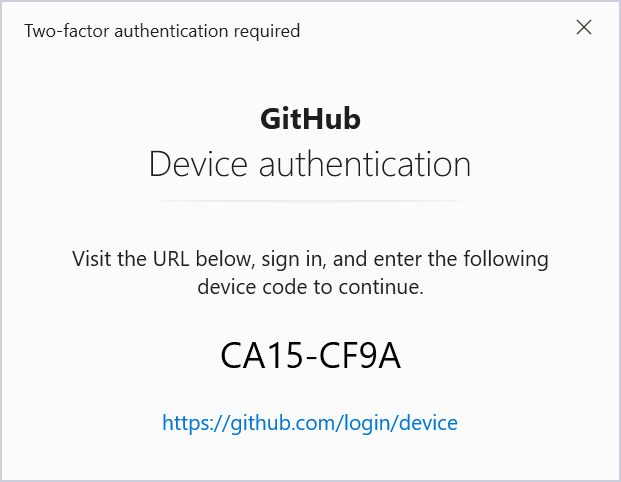 Two-factor authentication required
GitHub
Device authentication
Visit the URL below, sign in, and enter the following
device code to continue.
CA15-CF9A
https://github.com/login/device